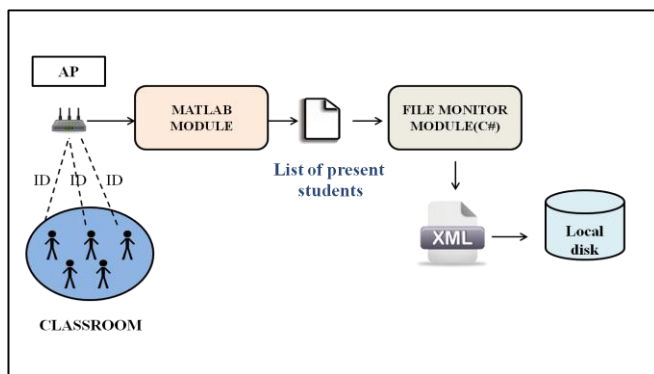 AP
MATLAB
MODULE
FILE MONITOR
MODULE(C#)
List of present
students
ID
ID
ID
XML
Local
disk
CLASSROOM